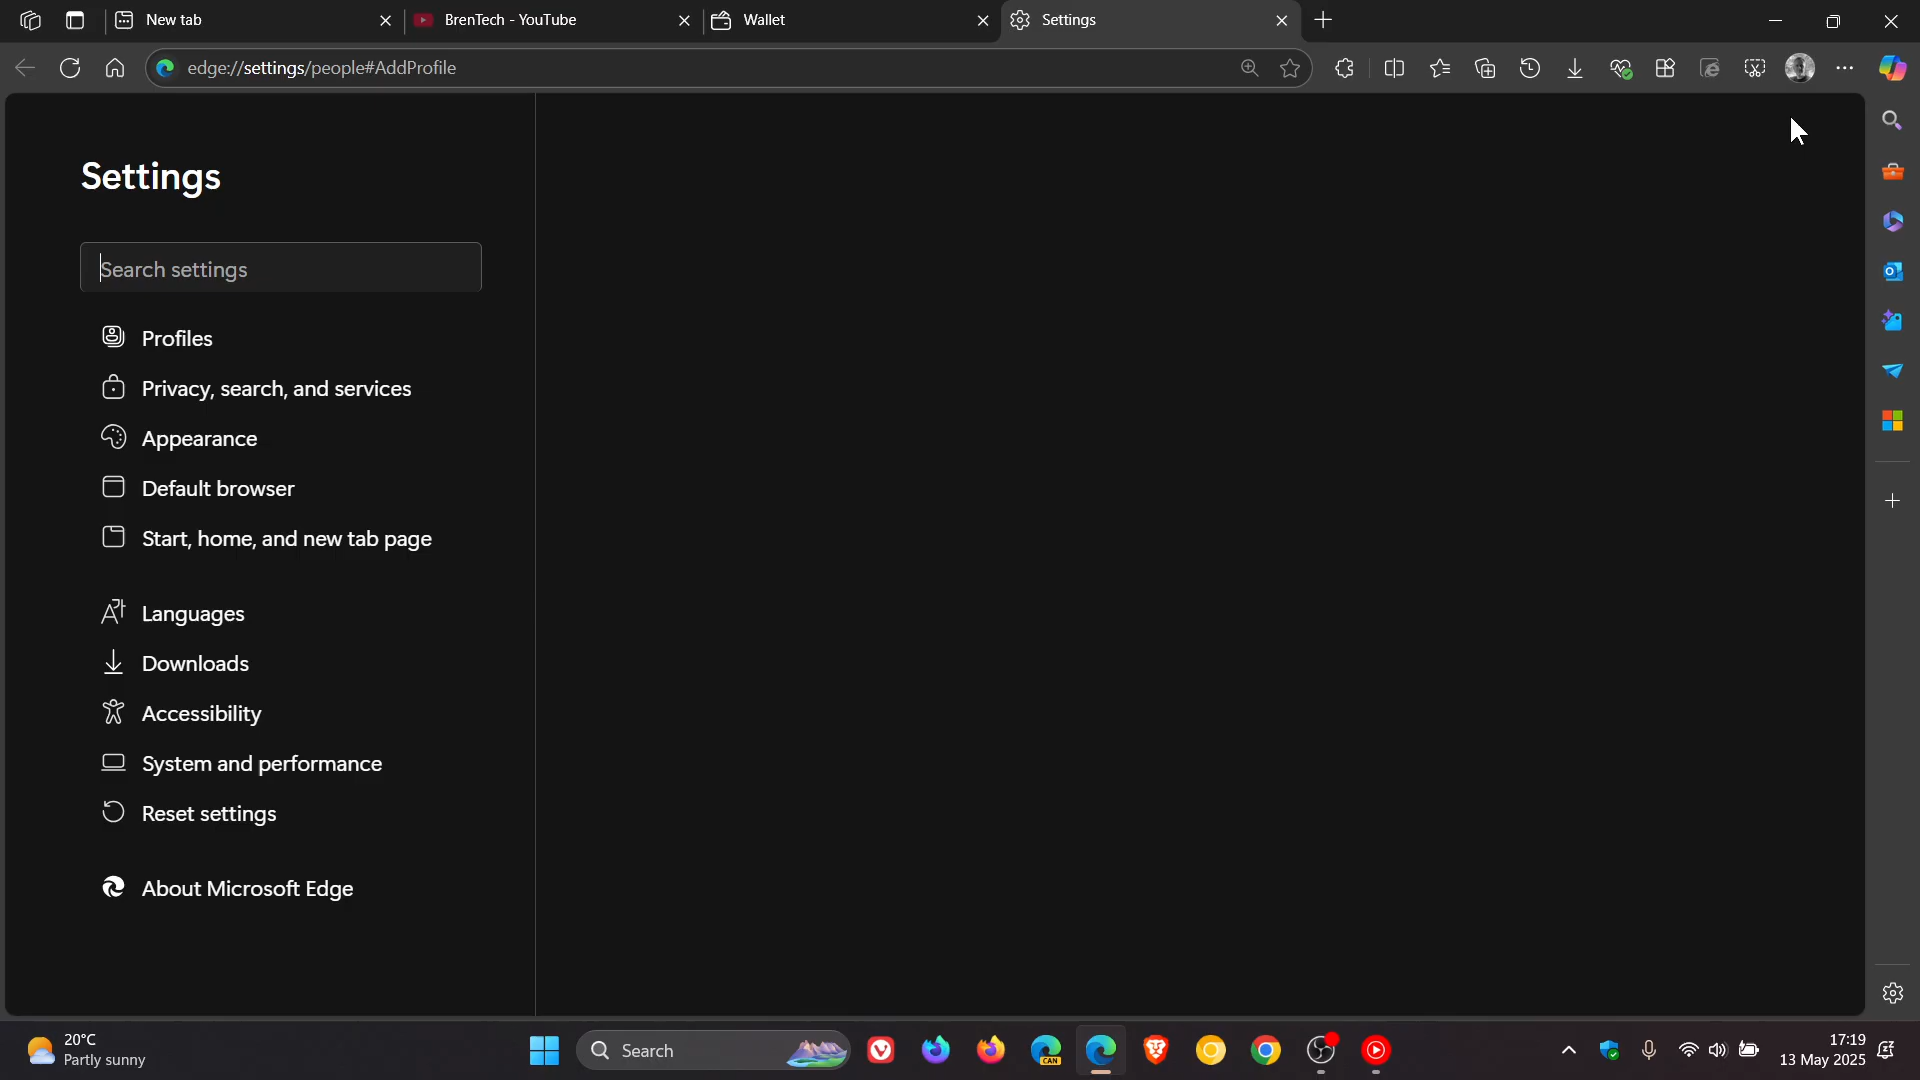 New tab
BrenTech - YouTube
Wallet
Settings
edge://settings/people#AddProfile
Settings
Search settings
Profiles
Privacy, search, and services
Appearance
Default browser
Start, home, and new tab page
Languages
Downloads
Accessibility
System and performance
Reset settings
About Microsoft Edge
20°C
Partly sunny
Search
CAN
17:19
13 May 2025